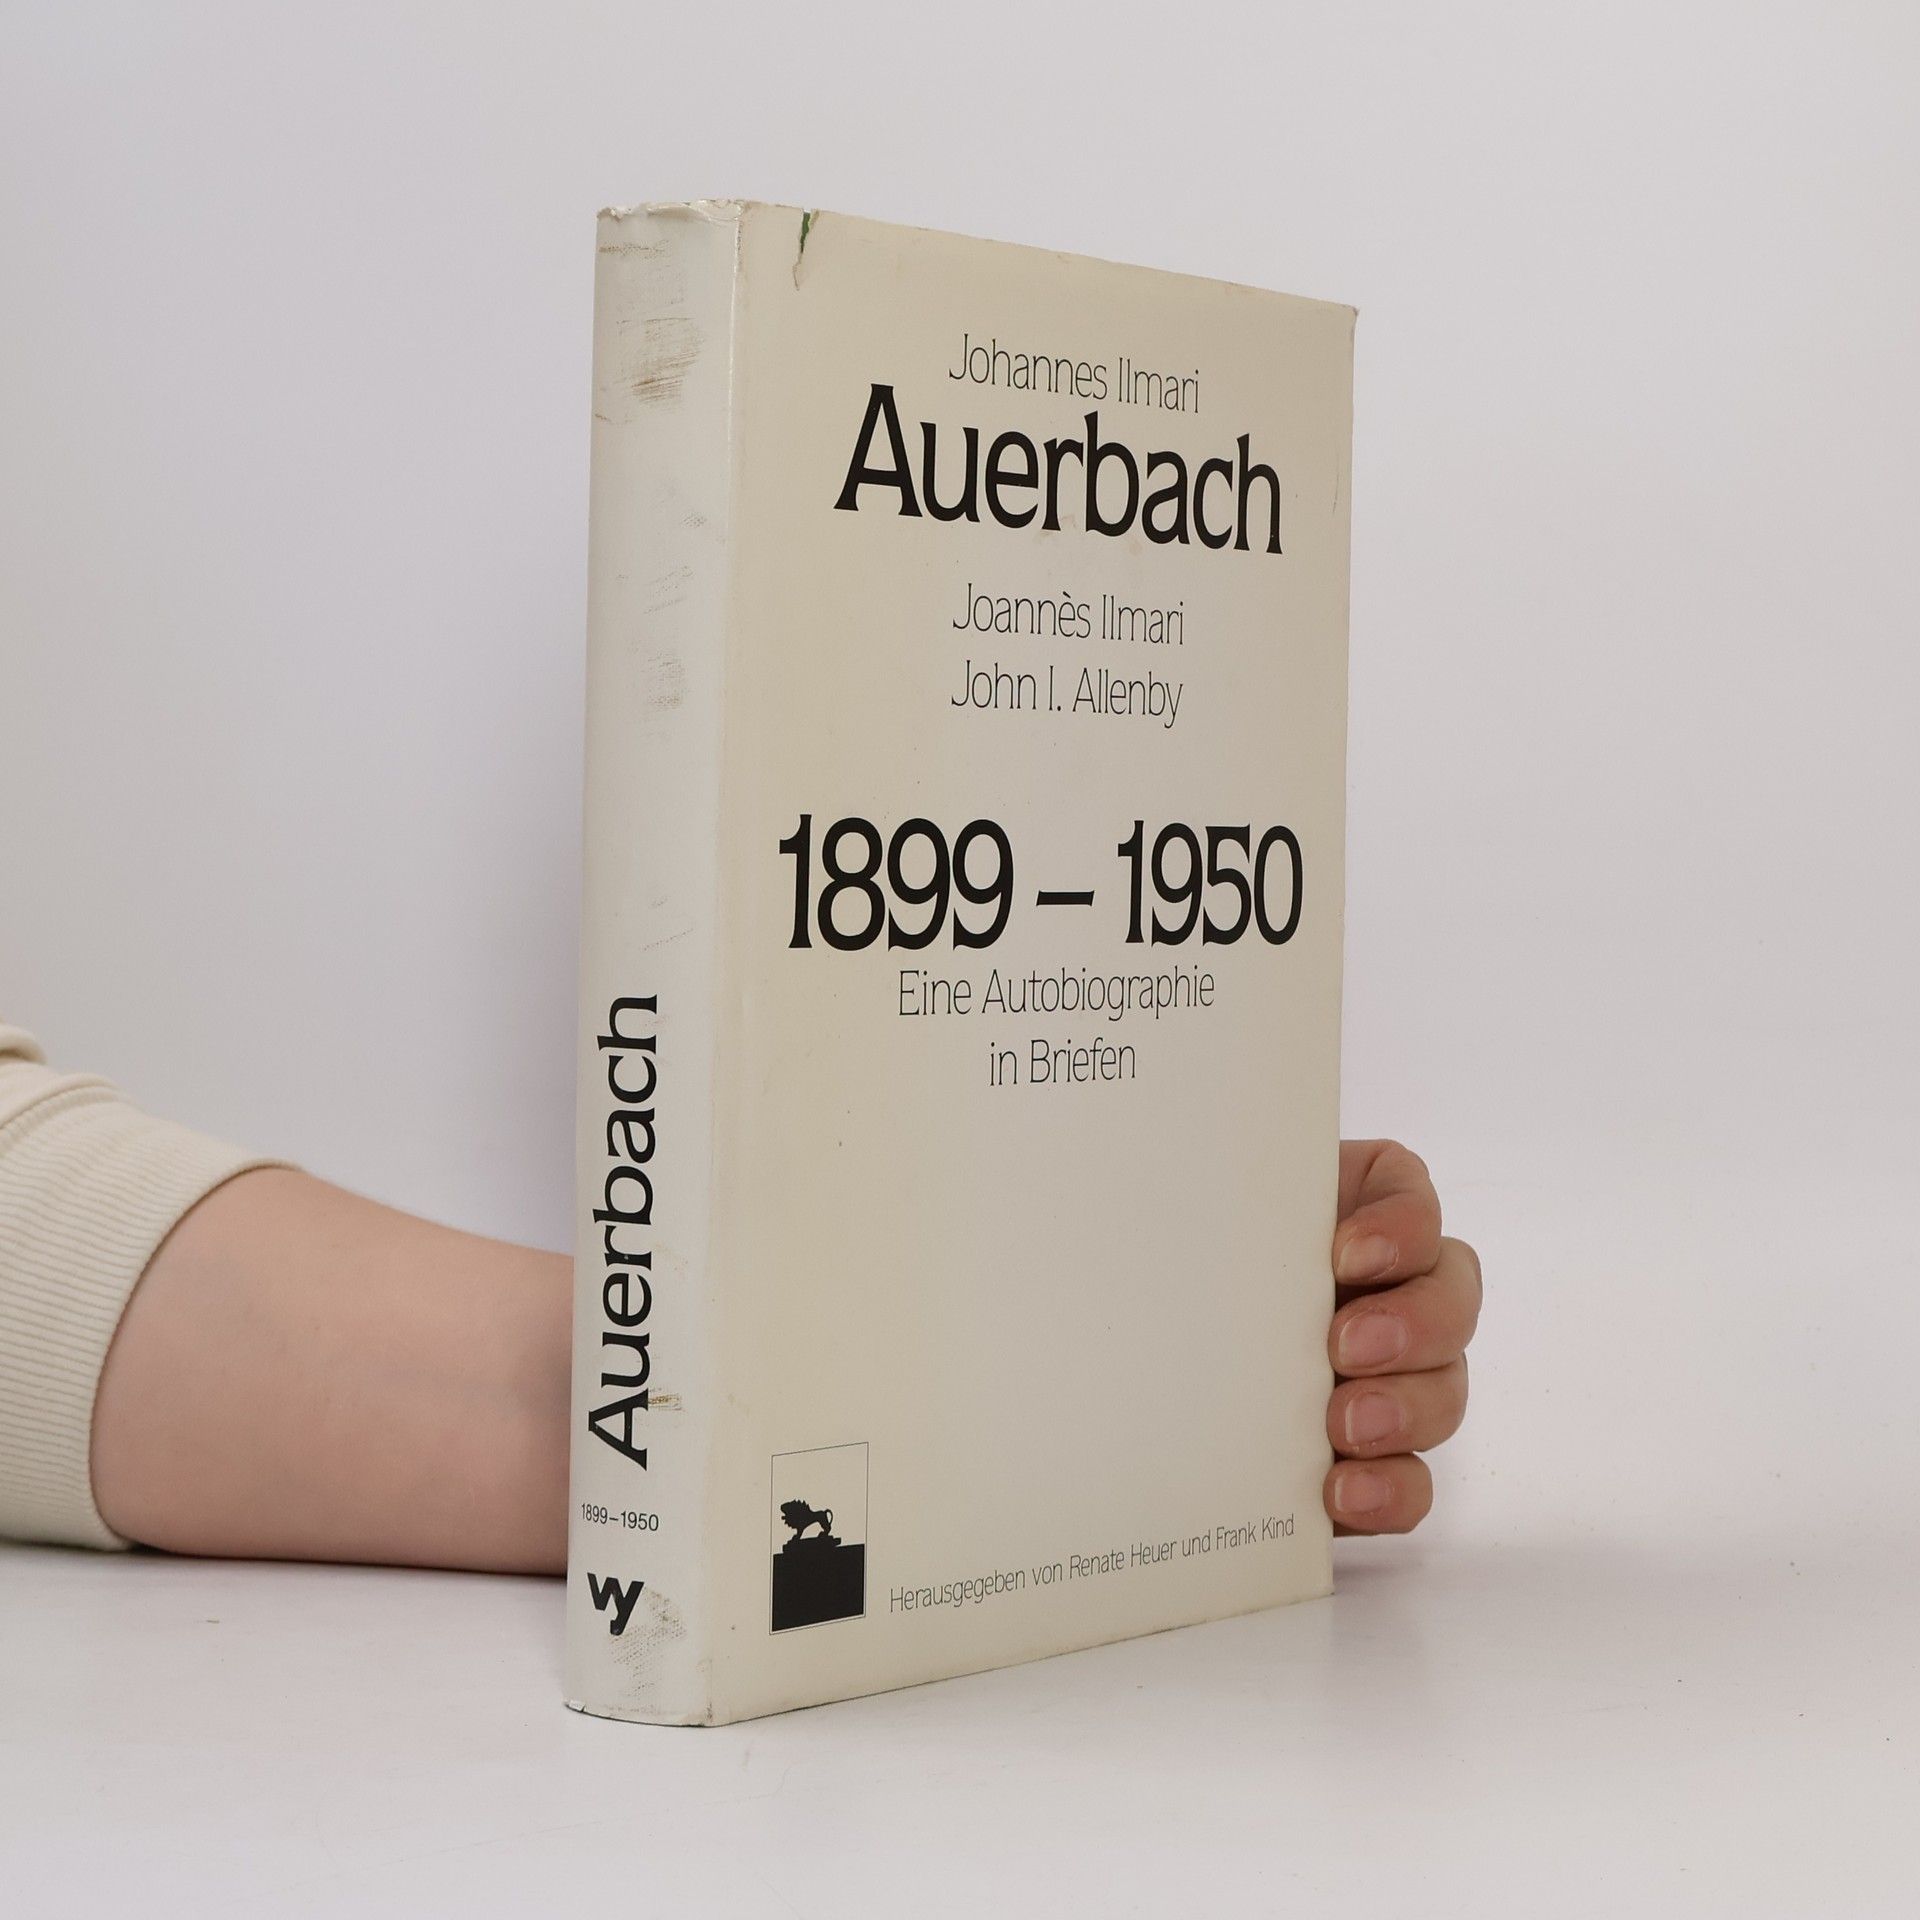 Johannes Ilmari
Auerbach
Joannès Ilmari
John I. Allenby
1899 – 1950
Eine Autobiographie
in Briefen
Herausgegeben von Renate Heuer und Frank Kind
Auerbach
1899–1950
wy